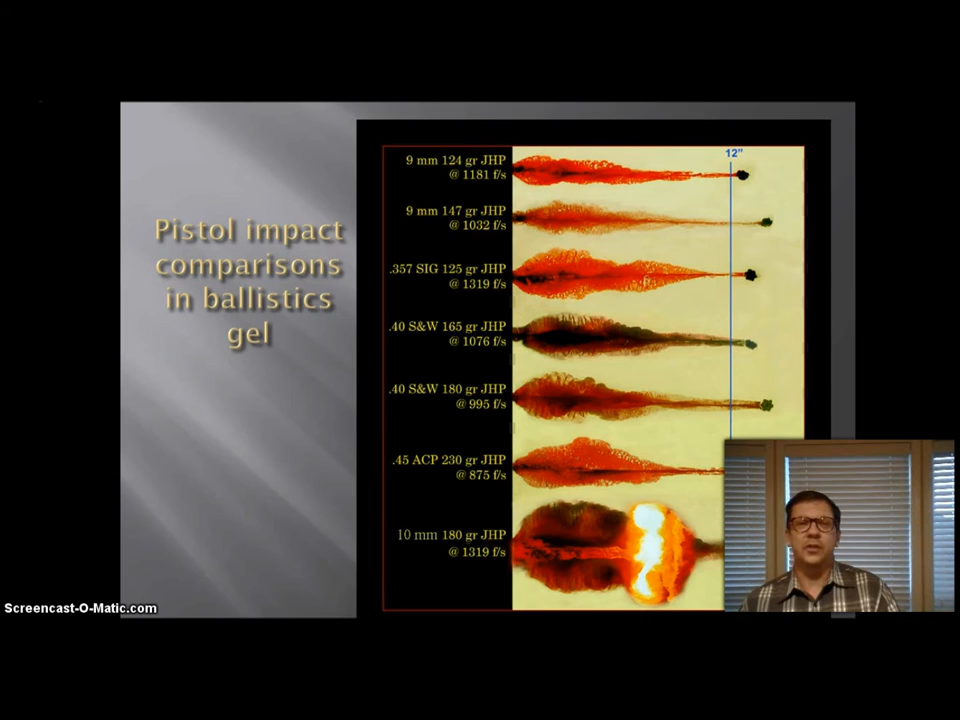 Pistol impact
comparisons
in ballistics
gel
12"
9 mm 124 gr JHP
@ 1181 f/s
9 mm 147 gr JHP
@ 1032 f/s
.357 SIG 125 gr JHP
@ 1319 f/s
.40 S&W 165 gr JHP
@ 1076 f/s
.40 S&W 180 gr JHP
@ 995 f/s
.45 ACP 230 gr JHP
@ 875 f/s
10 mm 180 gr JHP
@ 1319 f/s
Screencast-O-Matic.com